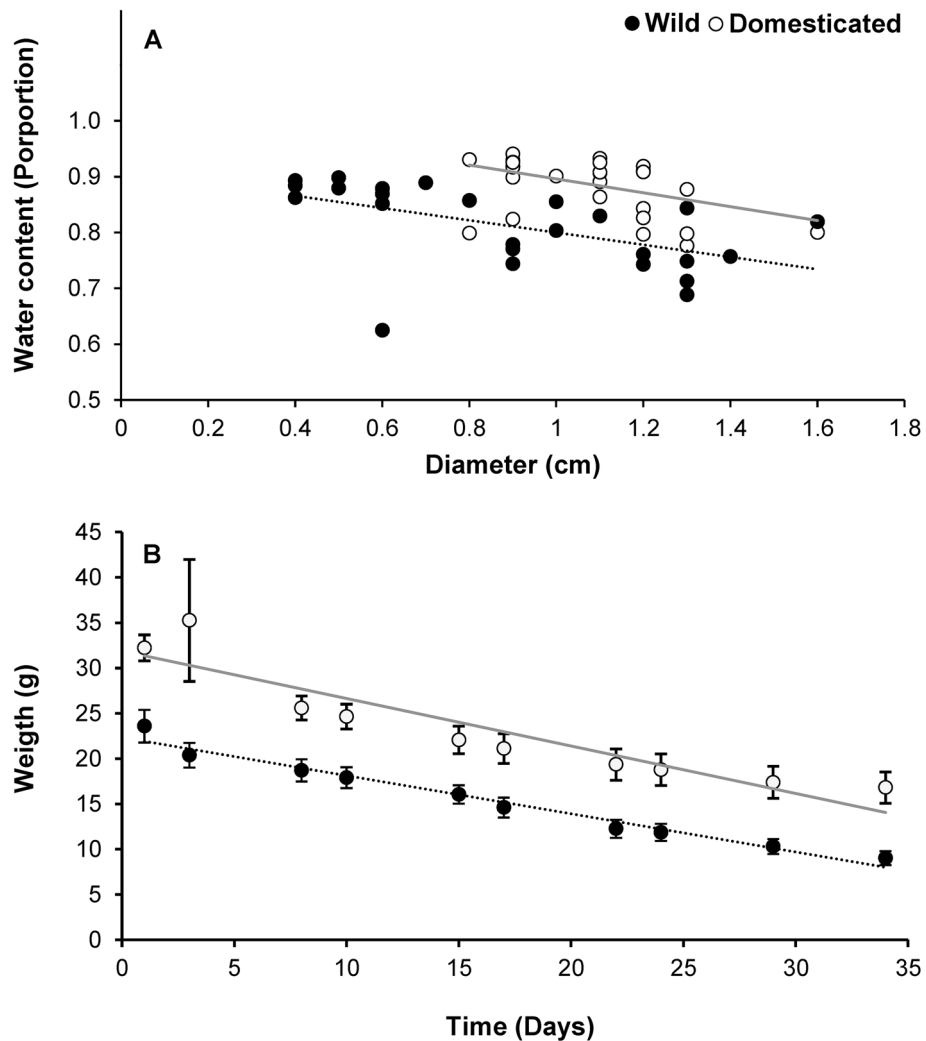 A
Wild Domesticated
Water content (Porportion)
1.0
0.9
0.8
0.7
0.6
0.5
0 0.2 0.4 0.6 0.8 1 1.2 1.4 1.6 1.8
Diameter (cm)
B
Weigth (g)
45
40
35
30
25
20
15
10
5
0
0 5 10 15 20 25 30 35
Time (Days)